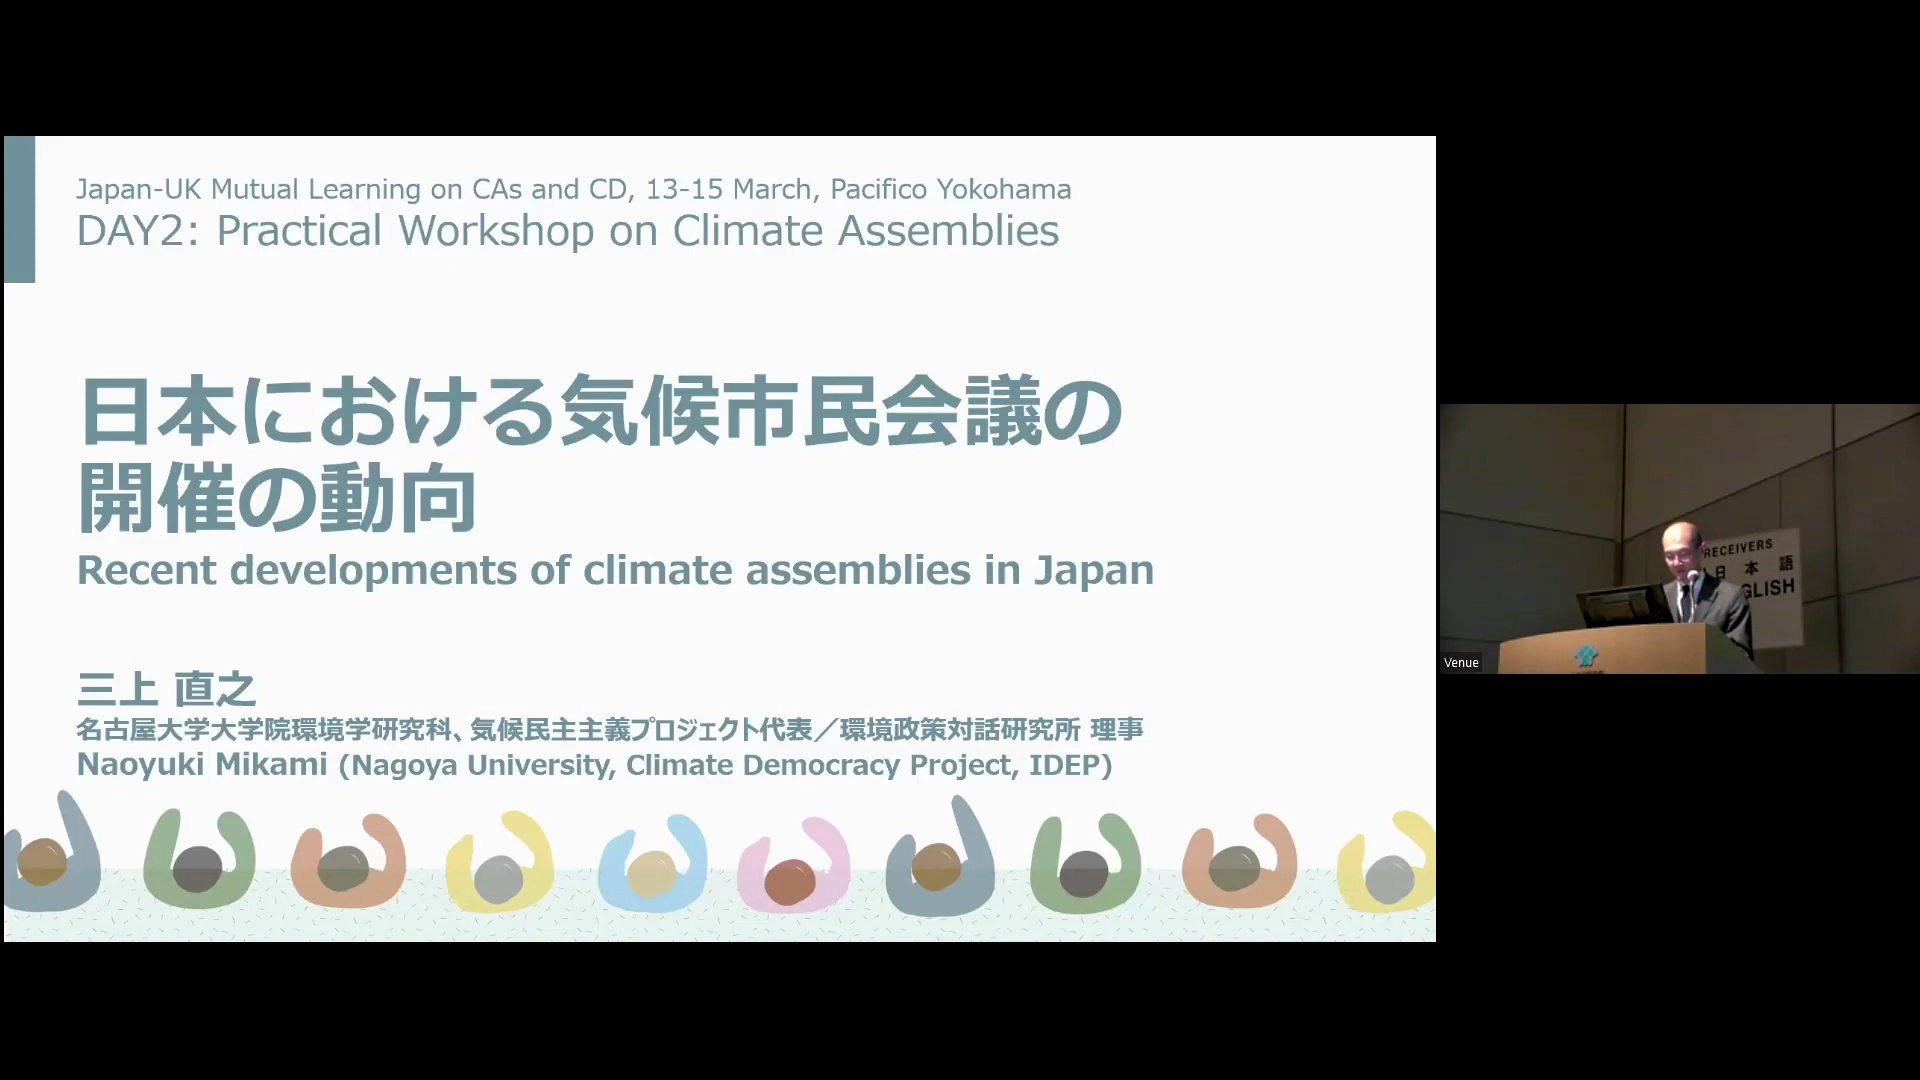 Japan-UK Mutual Learning on CAs and CD, 13-15 March, Pacifico Yokohama
DAY2: Practical Workshop on Climate Assemblies
日本における気候市民会議の
開催の動向
Recent developments of climate assemblies in Japan
三上 直之
名古屋大学大学院環境学研究科、気候民主主義プロジェクト代表／環境政策対話研究所 理事
Naoyuki Mikami (Nagoya University, Climate Democracy Project, IDEP)
RECEIVERS
日本語
GLISH
Venue